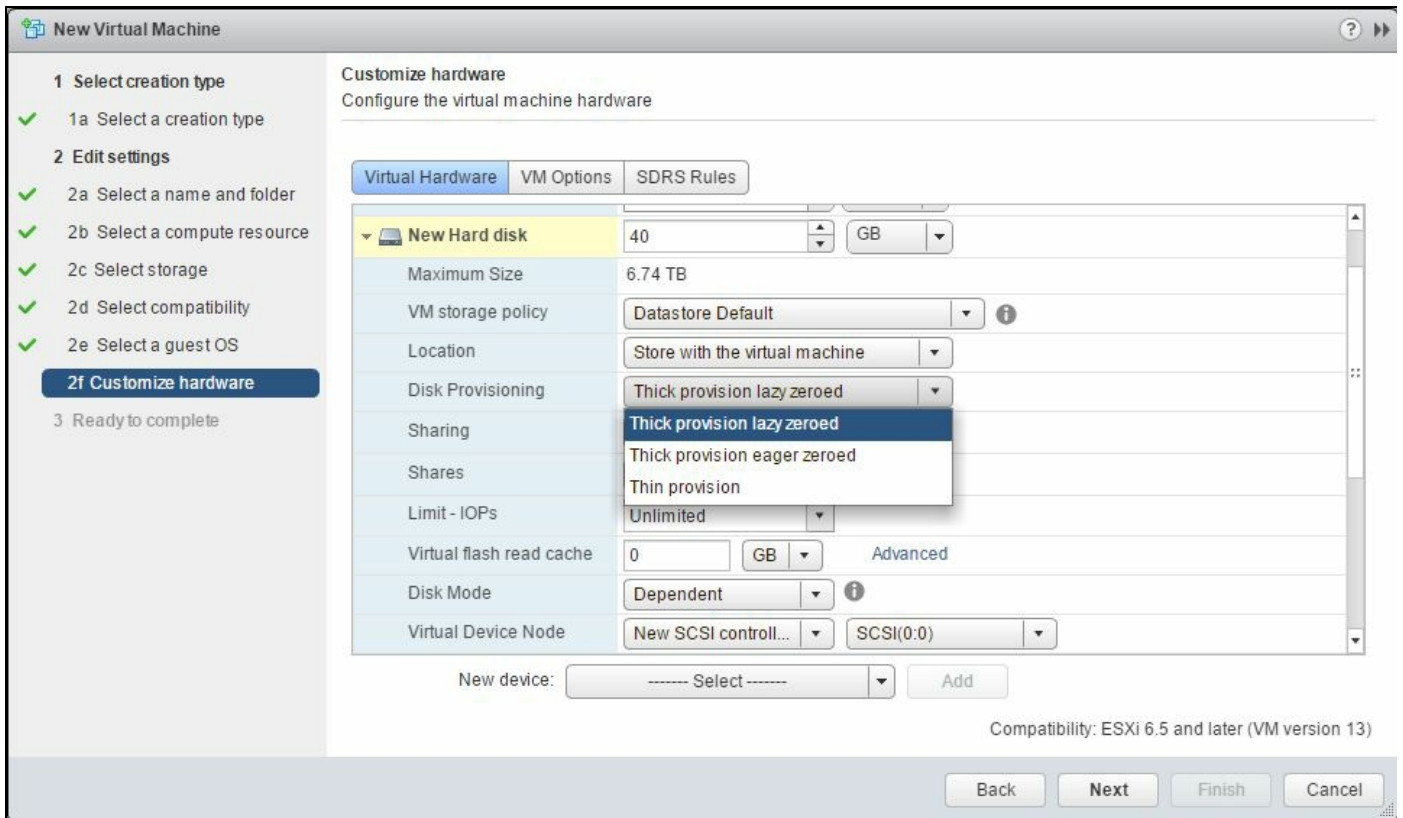 New Virtual Machine
?
1 Select creation type
1a Select a creation type
2 Edit settings
2a Select a name and folder
2b Select a compute resource
2c Select storage
2d Select compatibility
2e Select a guest OS
2f Customize hardware
3 Ready to complete
Customize hardware
Configure the virtual machine hardware
Virtual Hardware VM Options SDRS Rules
New Hard disk 40 GB
Maximum Size 6.74 TB
VM storage policy Datastore Default
Location Store with the virtual machine
Disk Provisioning Thick provision lazy zeroed
Thick provision lazy zeroed
Sharing
Thick provision eager zeroed
Shares
Thin provision
Limit - IOPs Unlimited
Virtual flash read cache 0 GB Advanced
Disk Mode Dependent
Virtual Device Node New SCSI controll... SCSI(0:0)
New device: ------- Select ------- Add
Compatibility: ESXi 6.5 and later (VM version 13)
Back Next Finish Cancel